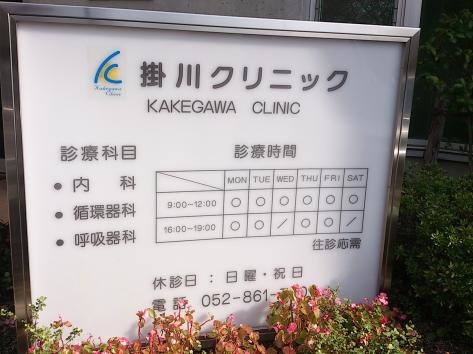 Kakegawa
Clinic
掛川クリニック
KAKEGAWA CLINIC
診療科目
● 内 科
● 循環器科
● 呼吸器科
診療時間
MON TUE WED THU FRI SAT
9:00~12:00 ○ ○ ○ ○ ○ ○
16:00~19:00 ○ ○ / ○ ○ /
往診応需
休診日：日曜・祝日
電話 052-861-